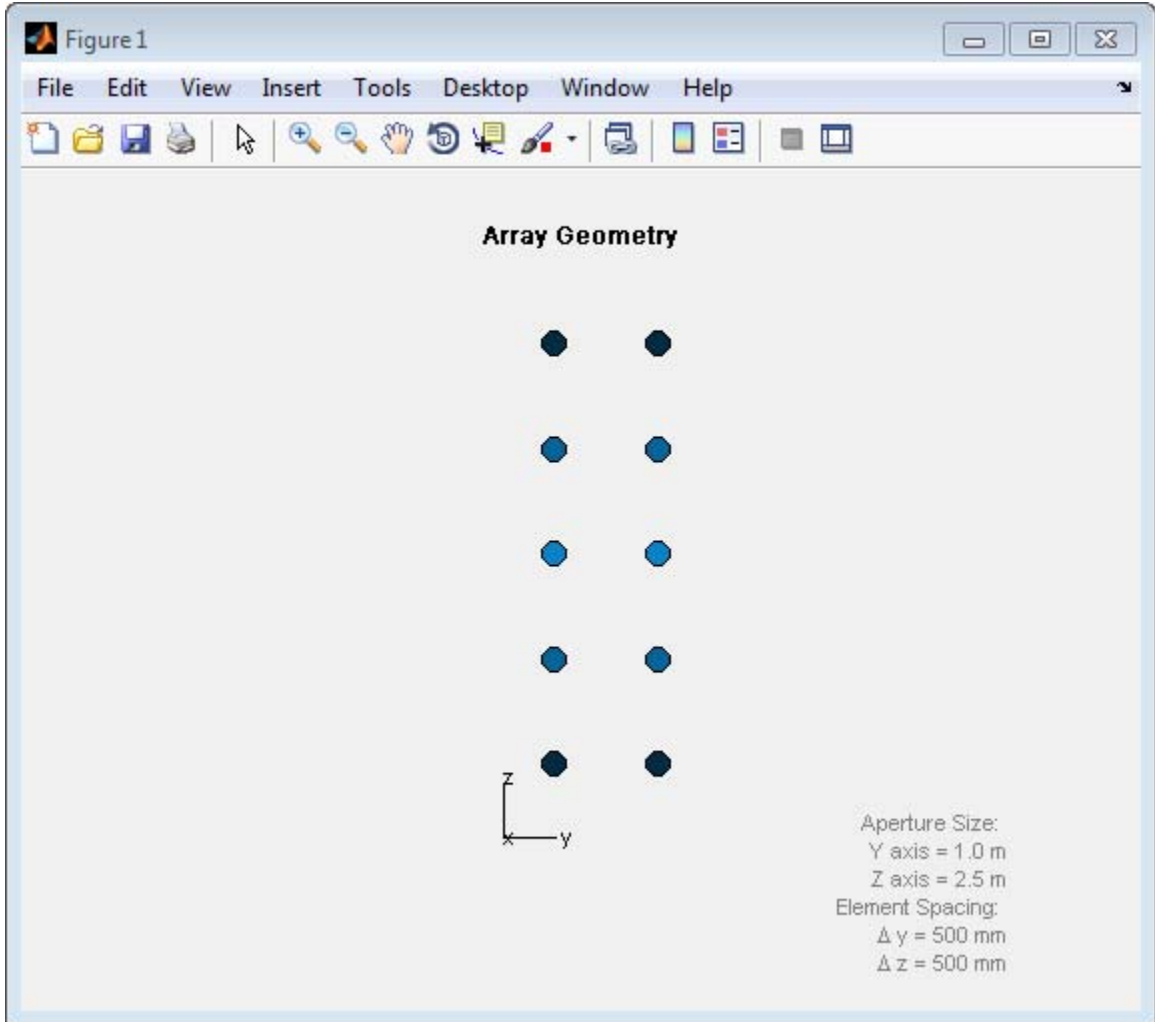 Figure 1
File Edit View Insert Tools Desktop Window Help
Array Geometry
z
x y
Aperture Size:
Y axis = 1.0 m
Z axis = 2.5 m
Element Spacing:
Δ y = 500 mm
Δ z = 500 mm